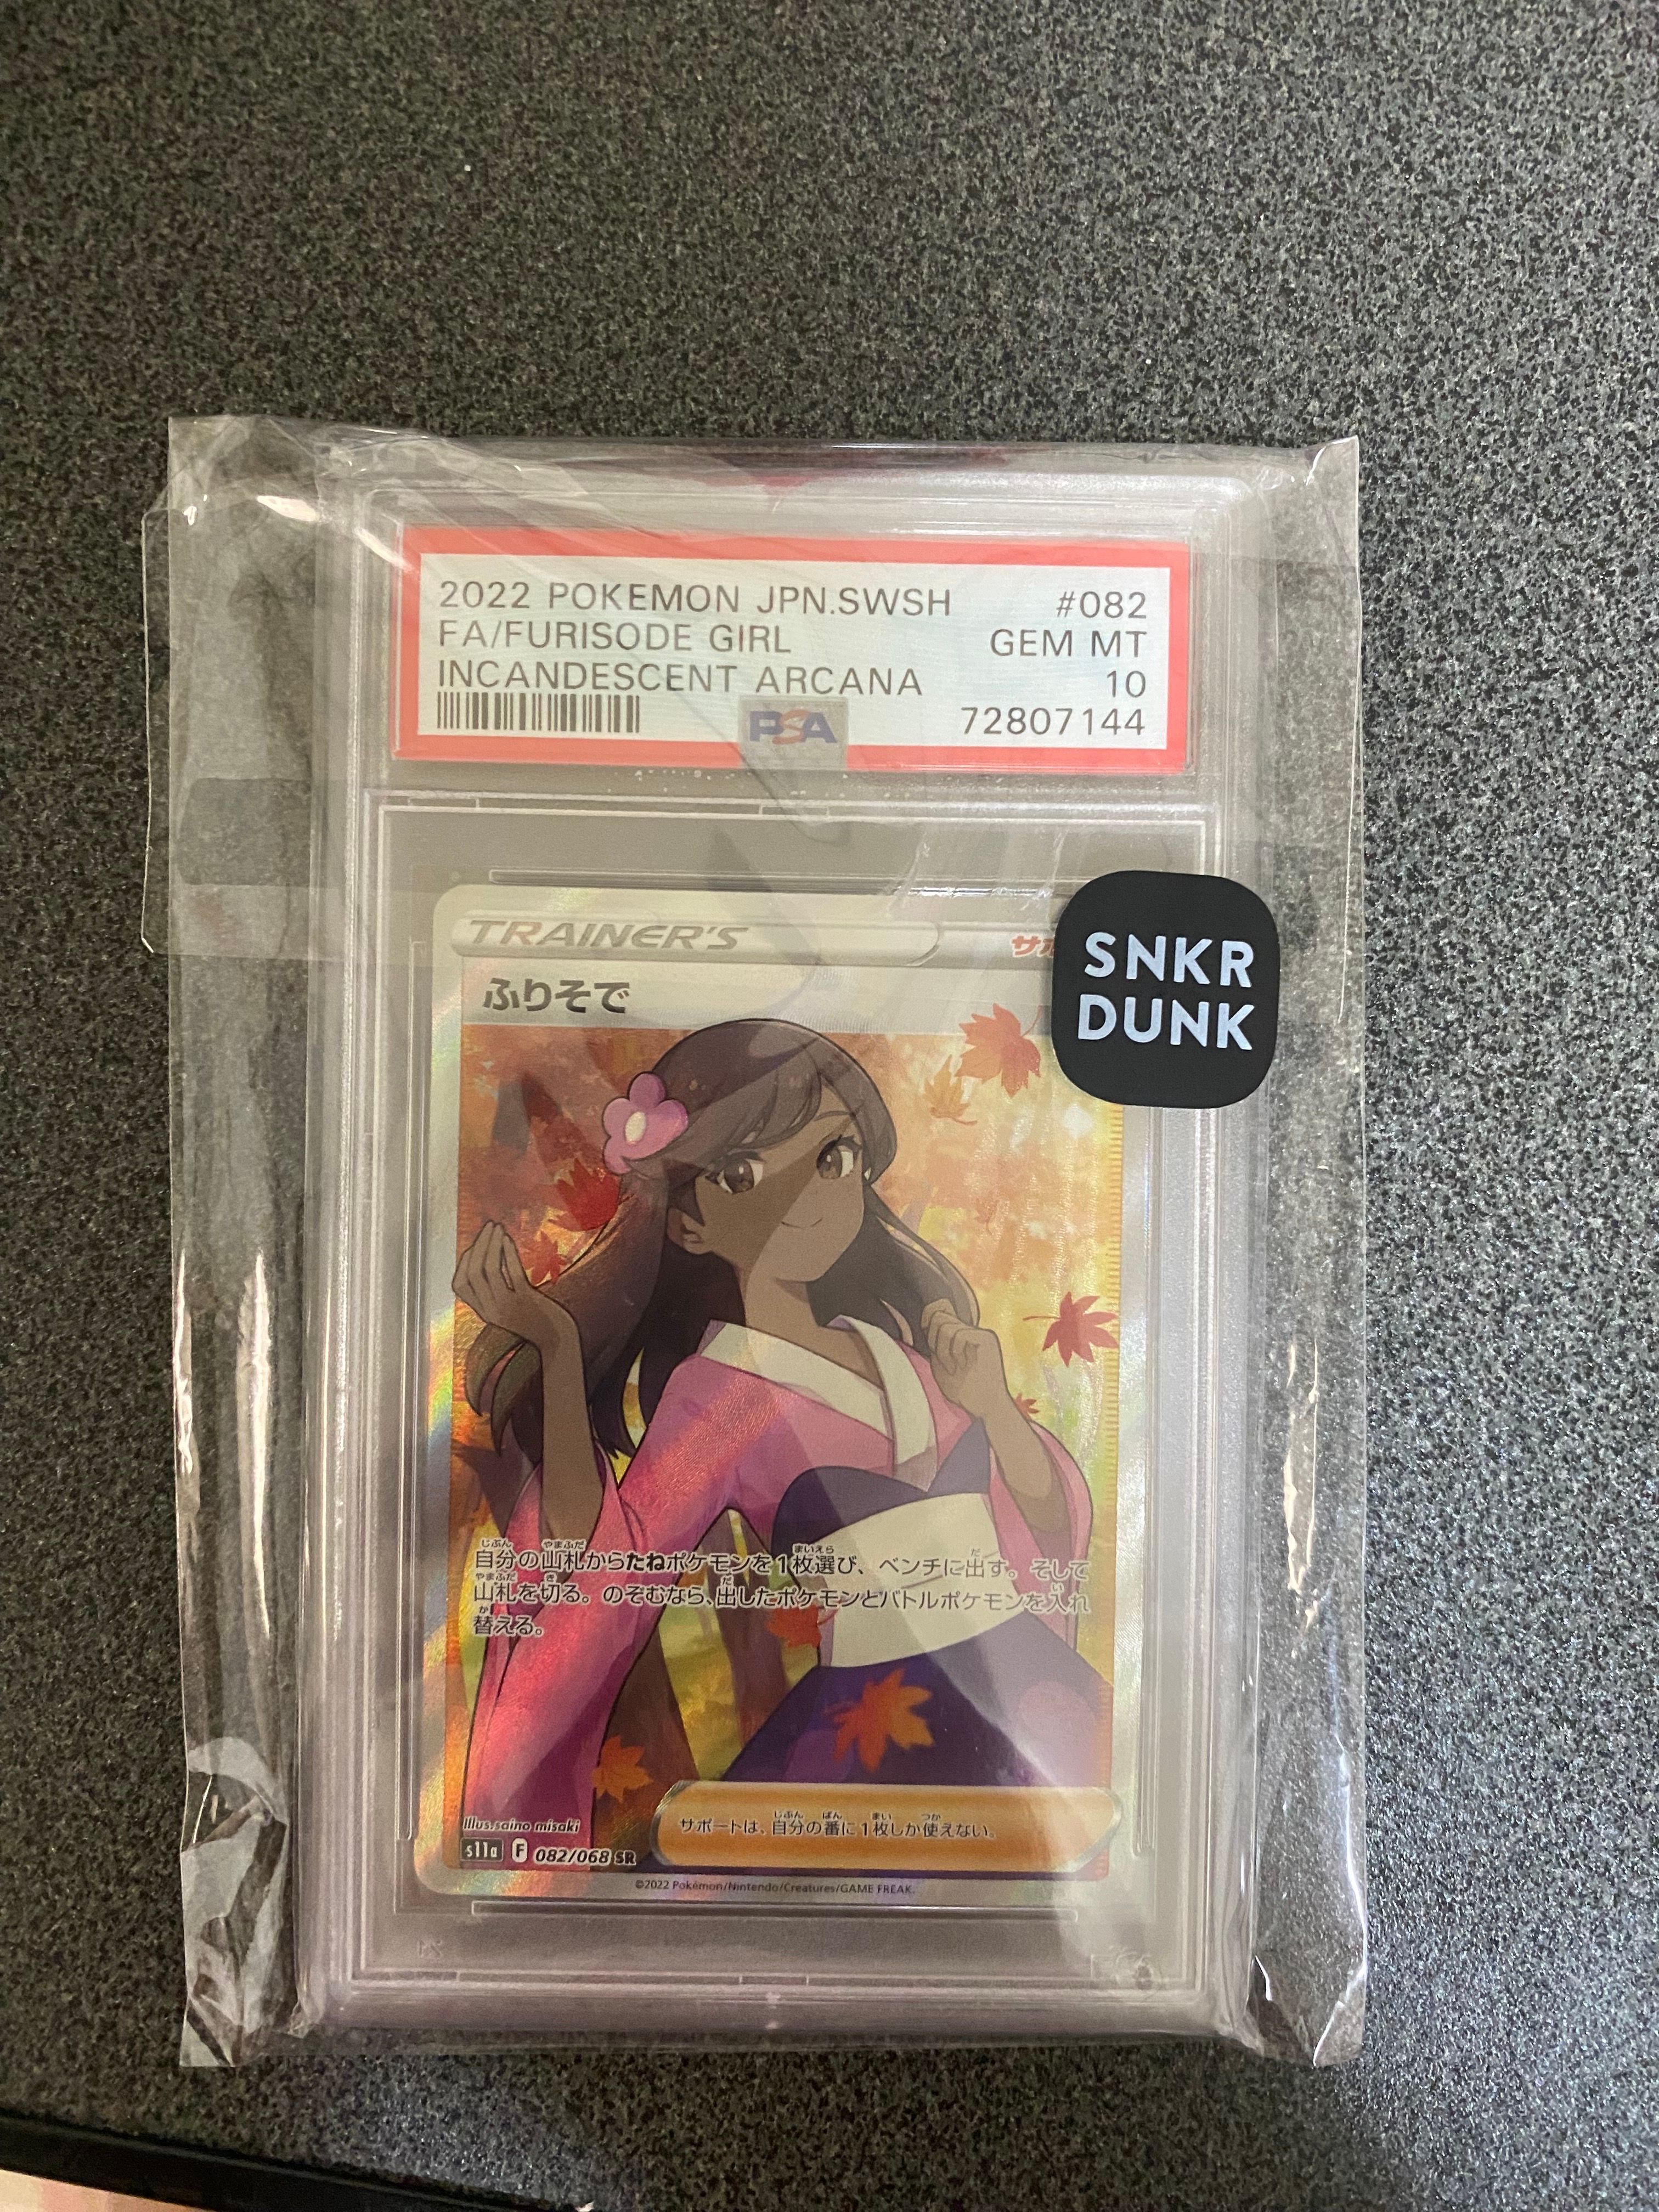 2022 POKEMON JPN.SWSH #082
FA/FURISODE GIRL GEM MT
INCANDESCENT ARCANA 10
PSA 72807144
TRAINER'S
SNKR
DUNK
ふりそで
自分の山札からたねポケモンを1枚選び、ベンチに出す。そして
山札を切る。のぞむなら、出したポケモンとバトルポケモンを入れ
替える。
サポートは、自分の番に1枚しか使えない。
Illus.saino misaki
s11a F 082/068 SR
©2022 Pokémon/Nintendo/Creatures/GAME FREAK.